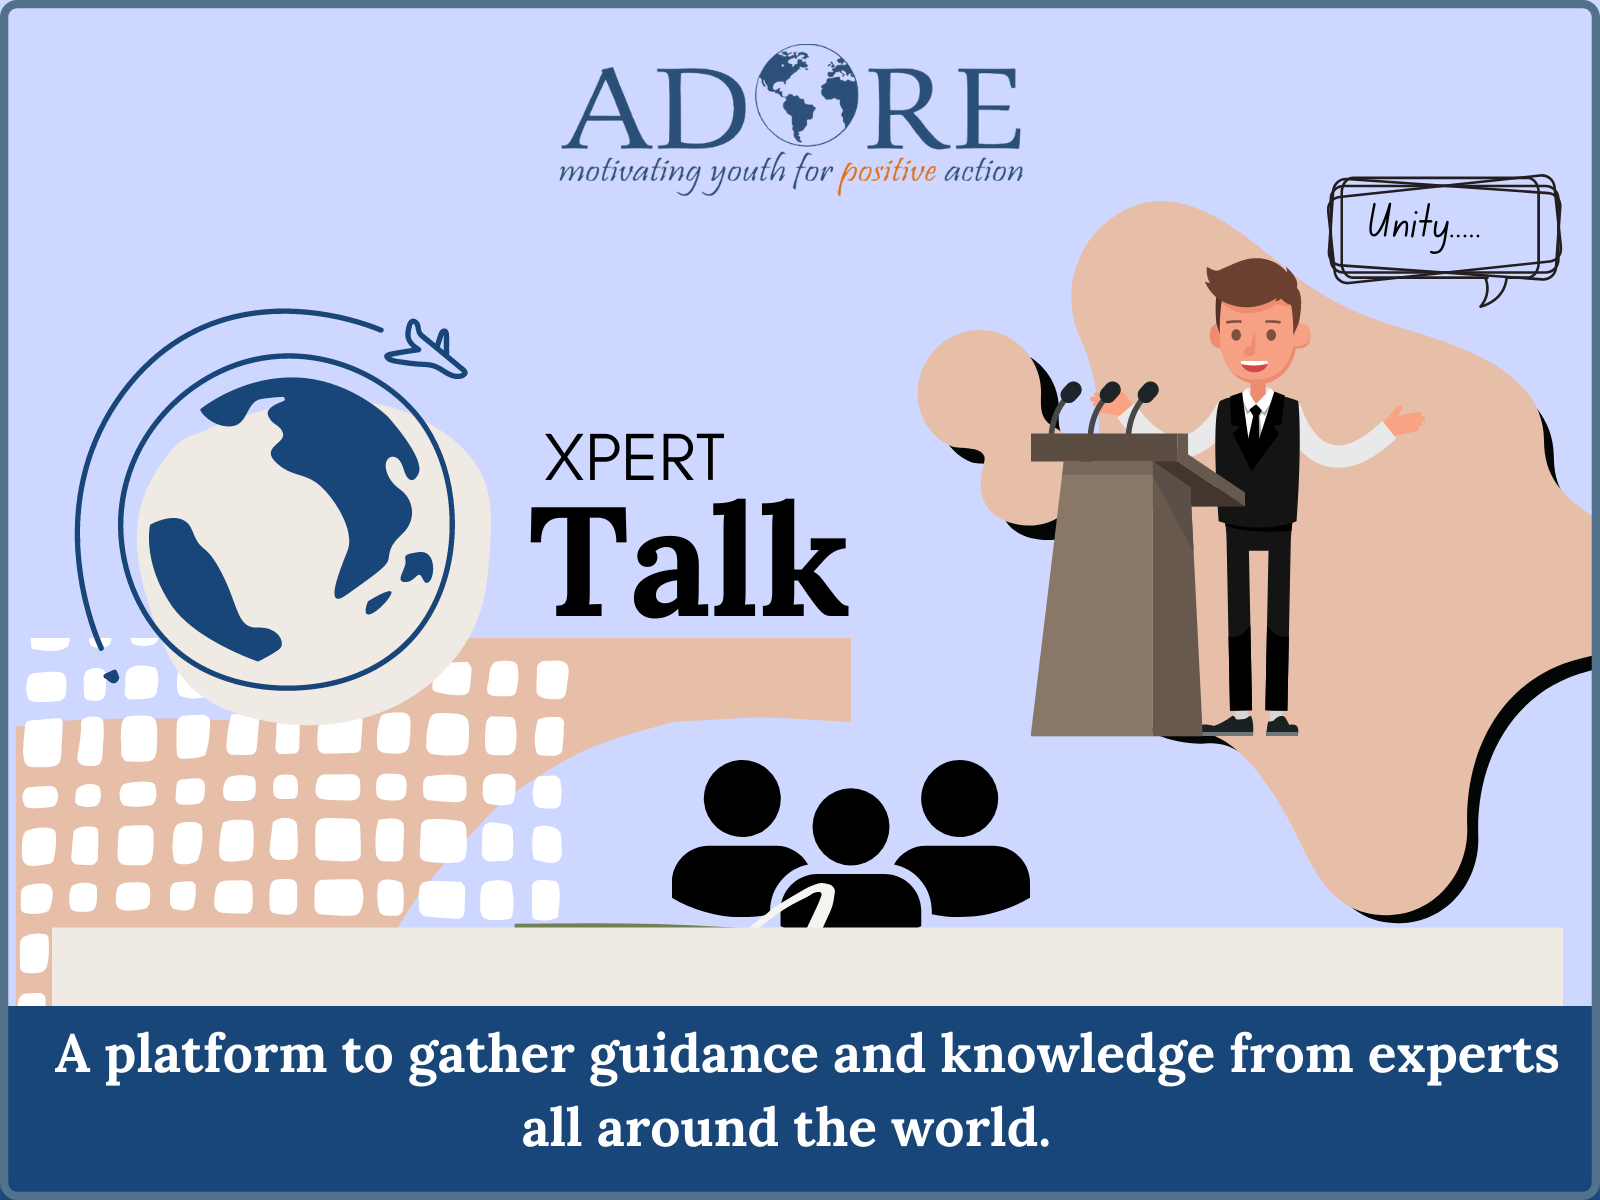 ADORE
motivating youth for positive action
Unity.....
XPERT
Talk
A platform to gather guidance and knowledge from experts
all around the world.